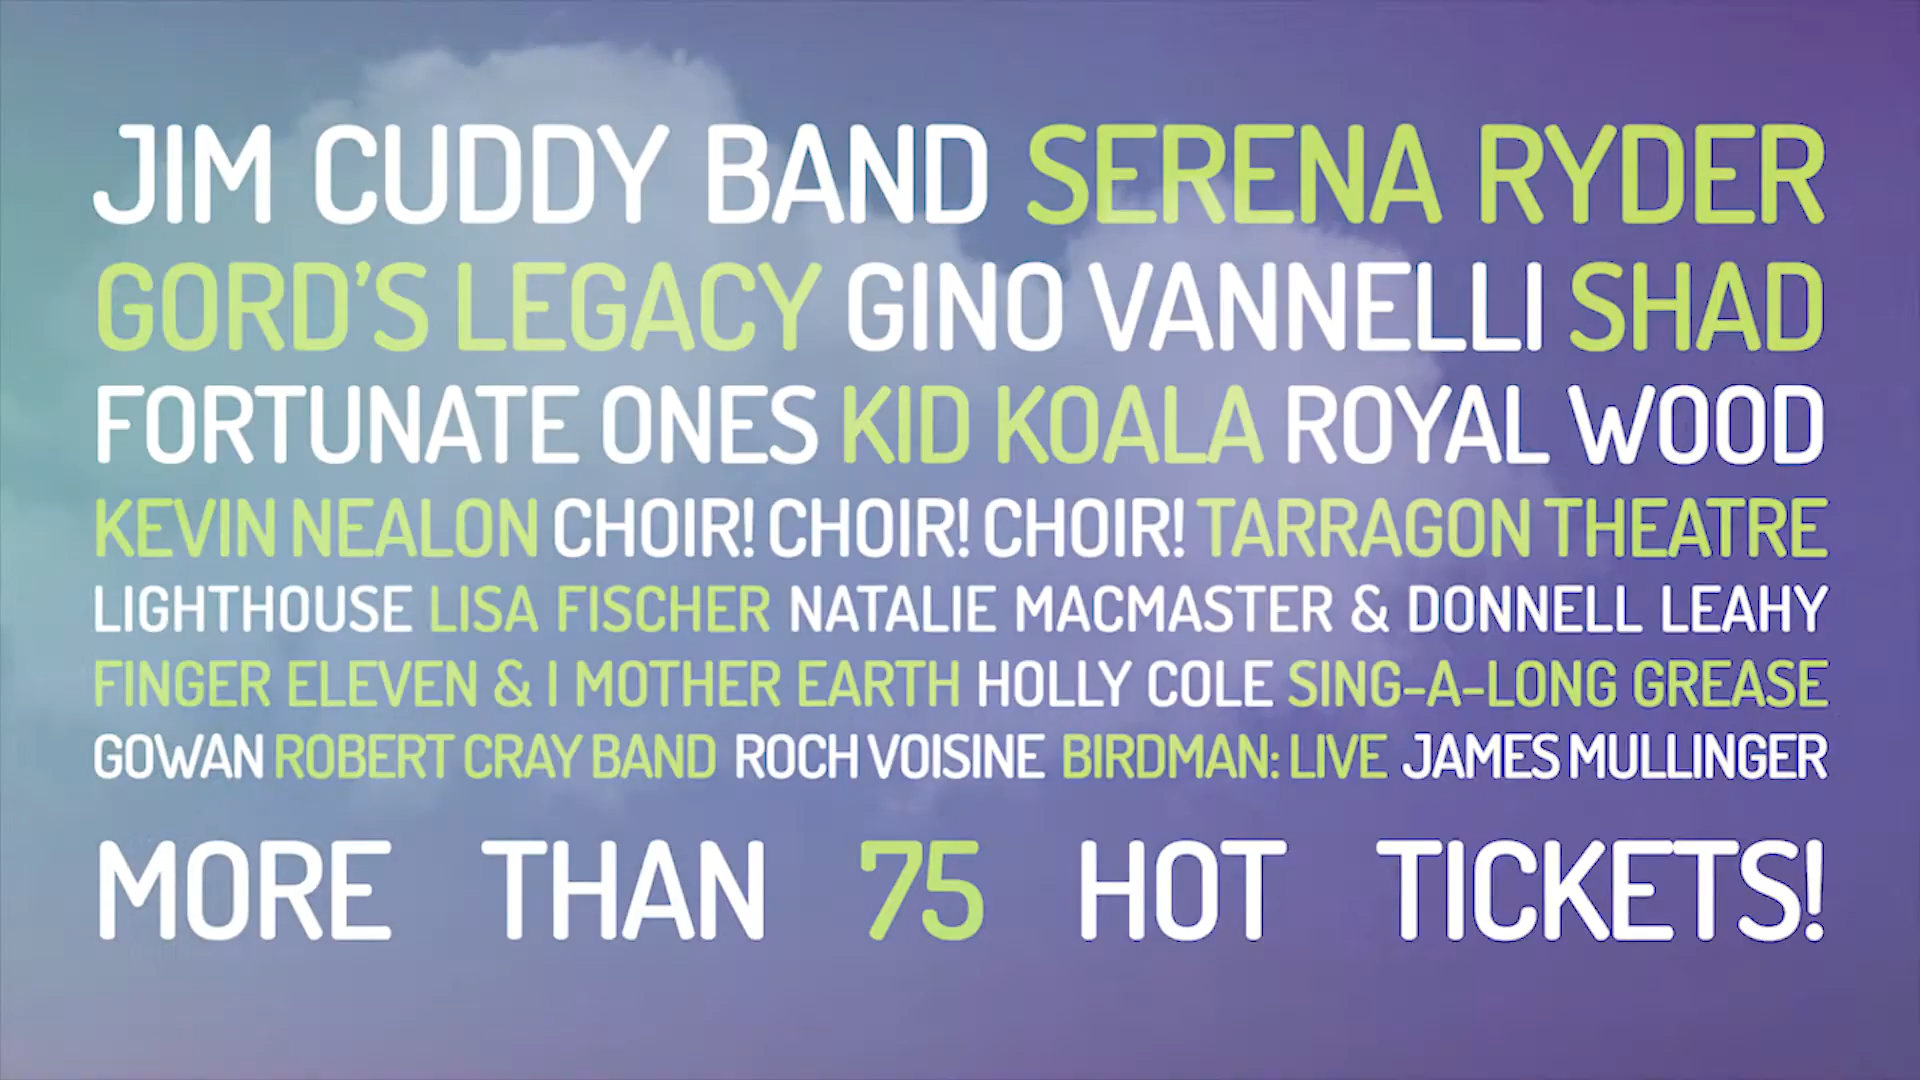 JIM CUDDY BAND SERENA RYDER
GORD'S LEGACY GINO VANNELLI SHAD
FORTUNATE ONES KID KOALA ROYAL WOOD
KEVIN NEALON CHOIR! CHOIR! CHOIR! TARRAGON THEATRE
LIGHTHOUSE LISA FISCHER NATALIE MACMASTER & DONNELL LEAHY
FINGER ELEVEN & I MOTHER EARTH HOLLY COLE SING-A-LONG GREASE
GOWAN ROBERT CRAY BAND ROCH VOISINE BIRDMAN: LIVE JAMES MULLINGER
MORE THAN 75 HOT TICKETS!